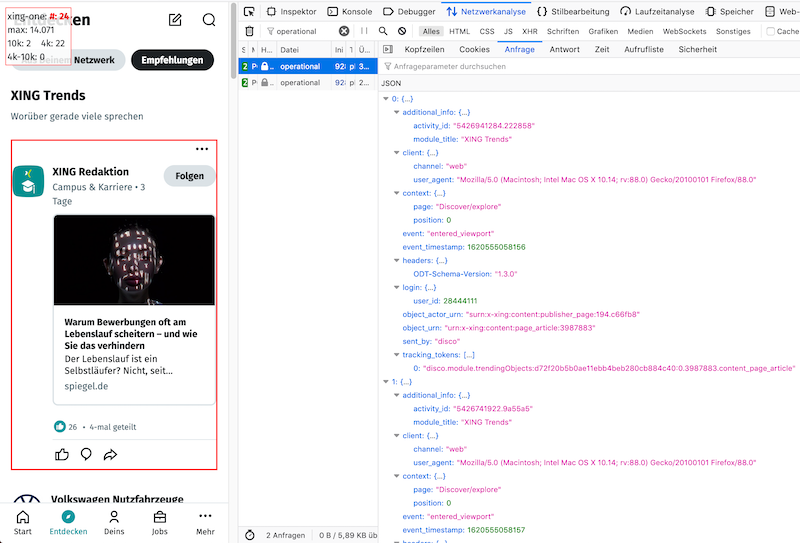 xing-one: #: 24
max: 14.071
10k: 2 4k: 22
4k-10k: 0
Entdecken
Netzwerk
Empfehlungen
XING Trends
Worüber gerade viele sprechen
XING Redaktion
Campus & Karriere • 3
Tage
Folgen
Warum Bewerbungen oft am
Lebenslauf scheitern – und wie
Sie das verhindern
Der Lebenslauf ist ein
Selbstläufer? Nicht, seit...
spiegel.de
26 • 4-mal geteilt
Volkswagen Nutzfahrzeuge
Start
Entdecken
Deins
Jobs
Mehr
Inspektor
Konsole
Debugger
Netzwerkanalyse
Stilbearbeitung
Laufzeitanalyse
Speicher
Web-
operational
Alle
HTML
CSS
JS
XHR
Schriften
Grafiken
Medien
WebSockets
Sonstiges
Cache
S M H... Datei Ini 1 Ü...
2 P operational 92 1 3...
2 P operational 92 1 2...
Kopfzeilen
Cookies
Anfrage
Antwort
Zeit
Aufrufliste
Sicherheit
Anfrageparameter durchsuchen
JSON
0: {…}
additional_info: {…}
activity_id: "5426941284.222858"
module_title: "XING Trends"
client: {…}
channel: "web"
user_agent: "Mozilla/5.0 (Macintosh; Intel Mac OS X 10.14; rv:88.0) Gecko/20100101 Firefox/88.0"
context: {…}
page: "Discover/explore"
position: 0
event: "entered_viewport"
event_timestamp: 1620555058156
headers: {…}
ODT-Schema-Version: "1.3.0"
login: {…}
user_id: 28444111
object_actor_urn: "surn:x-xing:content:publisher_page:194.c66fb8"
object_urn: "urn:x-xing:content:page_article:3987883"
sent_by: "disco"
tracking_tokens: […]
0: "disco.module.trendingObjects:d72f20b5b0ae11ebb4beb280cb884c40:0.3987883.content_page_article"
1: {…}
additional_info: {…}
activity_id: "5426741922.9a55a5"
module_title: "XING Trends"
client: {…}
channel: "web"
user_agent: "Mozilla/5.0 (Macintosh; Intel Mac OS X 10.14; rv:88.0) Gecko/20100101 Firefox/88.0"
context: {…}
page: "Discover/explore"
position: 0
event: "entered_viewport"
event_timestamp: 1620555058157
2 Anfragen
0 B / 5,89 KB üb